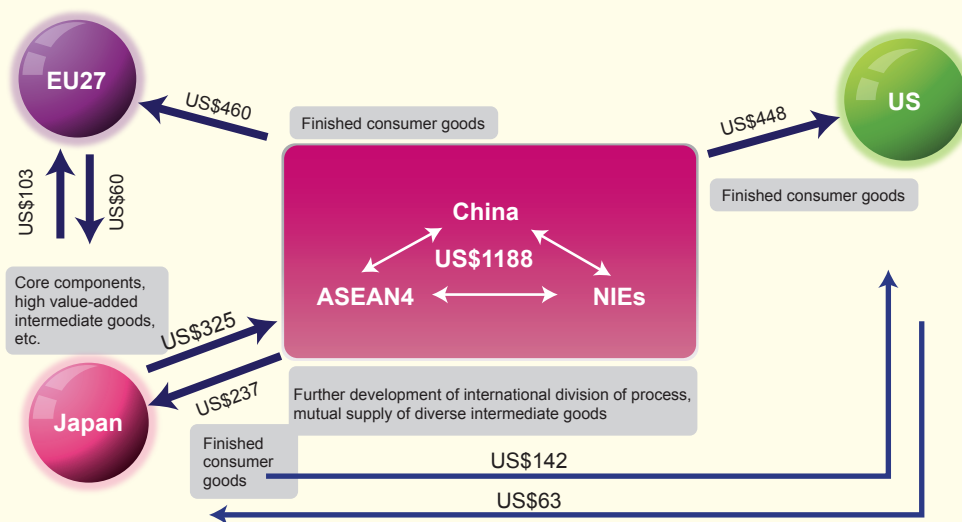 EU27
US$460
Finished consumer goods
US$448
US
Finished consumer goods
US$103
US$60
China
US$1188
ASEAN4
NIEs
Core components,
high value-added
intermediate goods,
etc.
US$325
US$237
Japan
Further development of international division of process,
mutual supply of diverse intermediate goods
Finished
consumer
goods
US$142
US$63